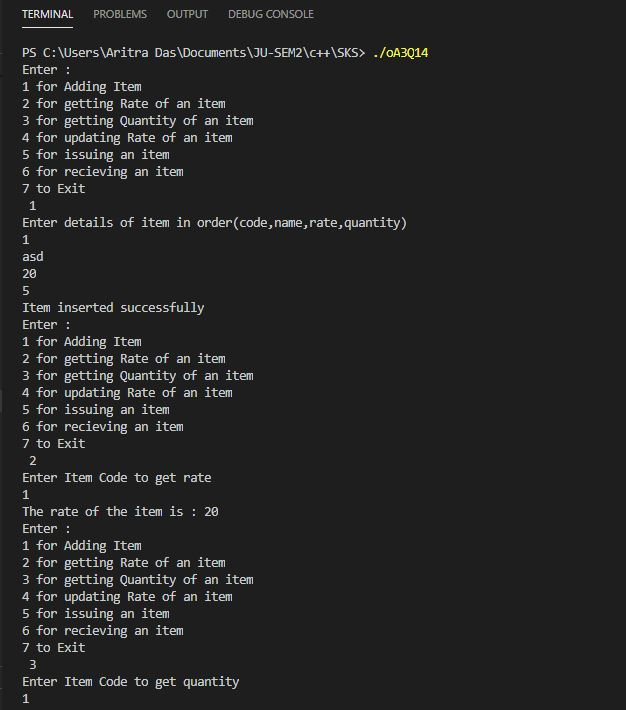 TERMINAL PROBLEMS OUTPUT DEBUG CONSOLE
PS C:\Users\Aritra Das\Documents\JU-SEM2\c++\SKS> ./oA3Q14
Enter :
1 for Adding Item
2 for getting Rate of an item
3 for getting Quantity of an item
4 for updating Rate of an item
5 for issuing an item
6 for recieving an item
7 to Exit
1
Enter details of item in order(code,name,rate,quantity)
1
asd
20
5
Item inserted successfully
Enter :
1 for Adding Item
2 for getting Rate of an item
3 for getting Quantity of an item
4 for updating Rate of an item
5 for issuing an item
6 for recieving an item
7 to Exit
2
Enter Item Code to get rate
1
The rate of the item is : 20
Enter :
1 for Adding Item
2 for getting Rate of an item
3 for getting Quantity of an item
4 for updating Rate of an item
5 for issuing an item
6 for recieving an item
7 to Exit
3
Enter Item Code to get quantity
1